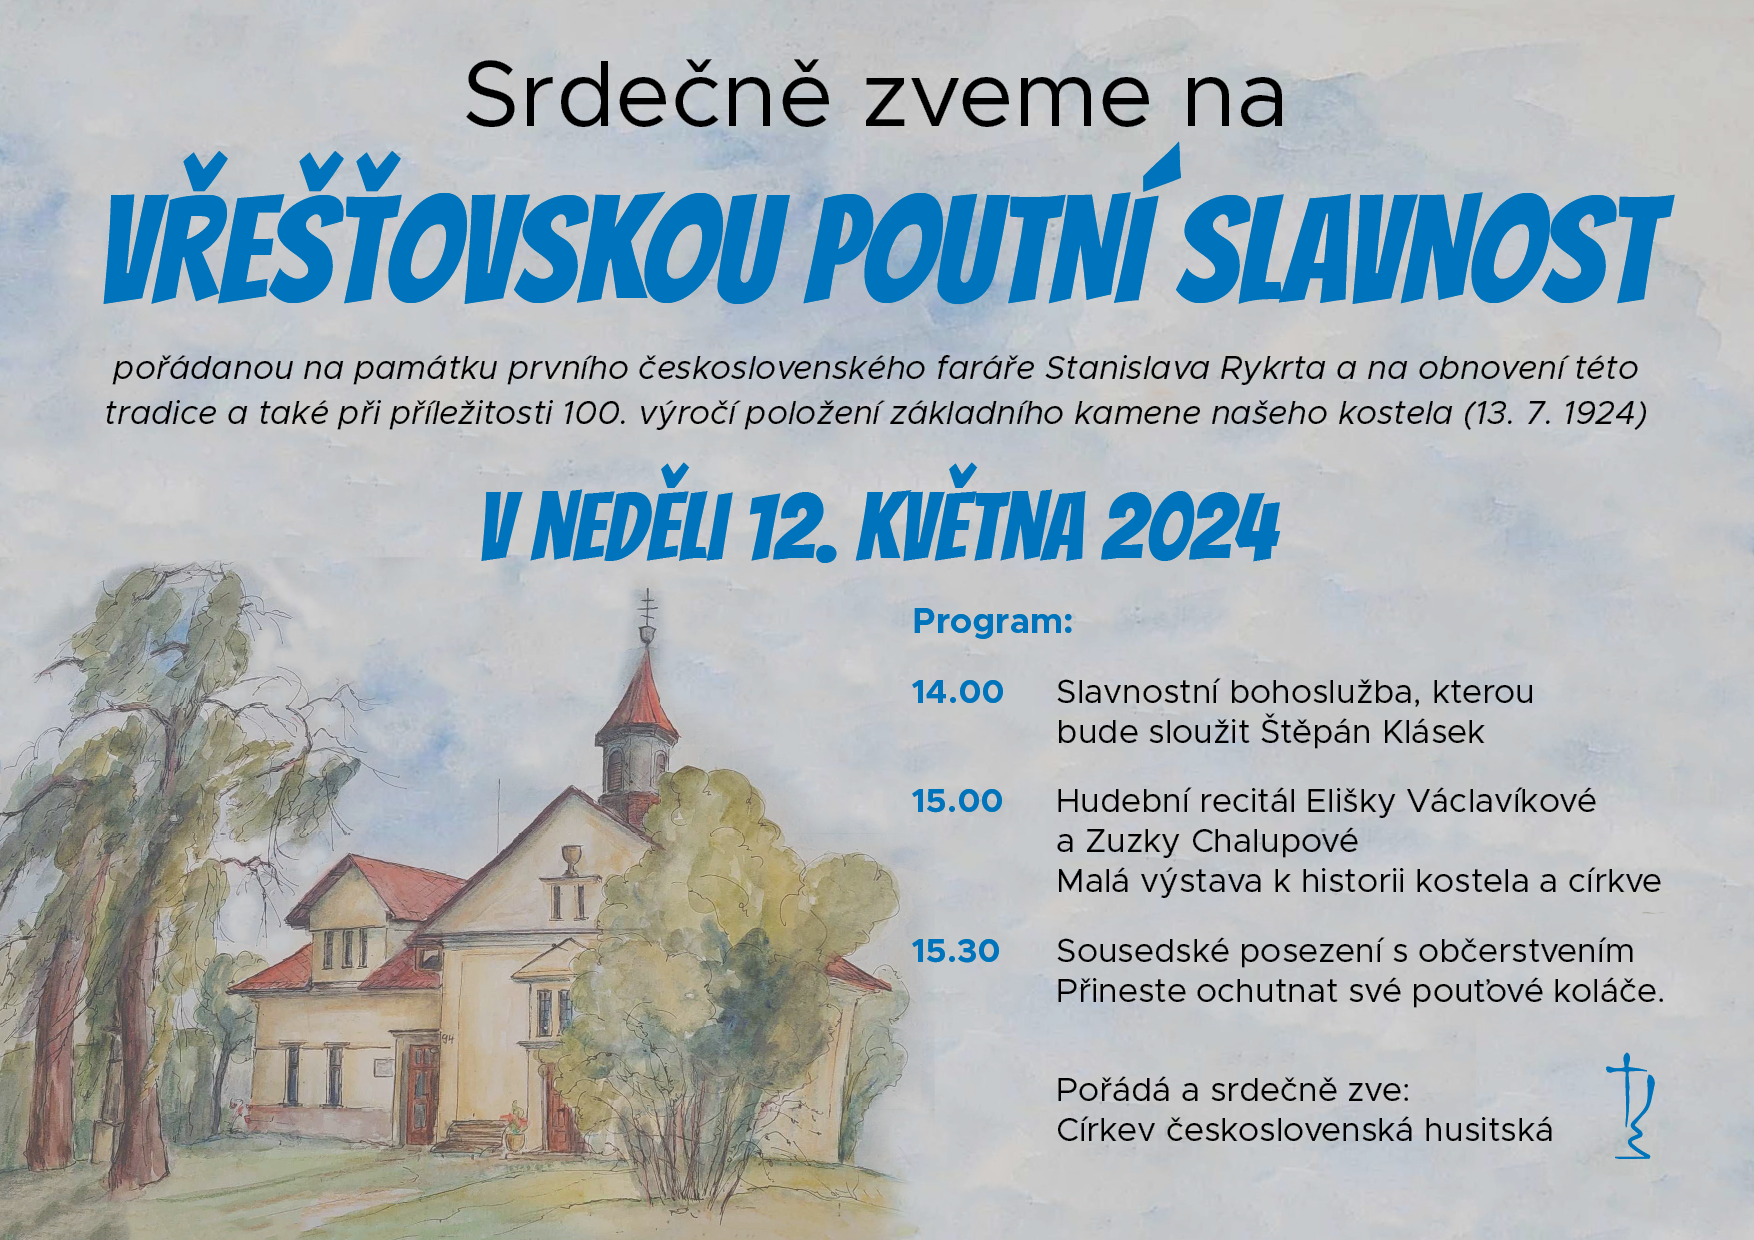 Srdečně zveme na
VŘEŠŤOVSKOU POUTNÍ SLAVNOST
pořádanou na památku prvního československého faráře Stanislava Rykrta a na obnovení této
tradice a také při příležitosti 100. výročí položení základního kamene našeho kostela (13. 7. 1924)
V NEDĚLI 12. KVĚTNA 2024
Program:
14.00 Slavnostní bohoslužba, kterou
bude sloužit Štěpán Klásek
15.00 Hudební recitál Elišky Václavíkové
a Zuzky Chalupové
Malá výstava k historii kostela a církve
15.30 Sousedské posezení s občerstvením
Přineste ochutnat své pouťové koláče.
94
Pořádá a srdečně zve:
Církev československá husitská